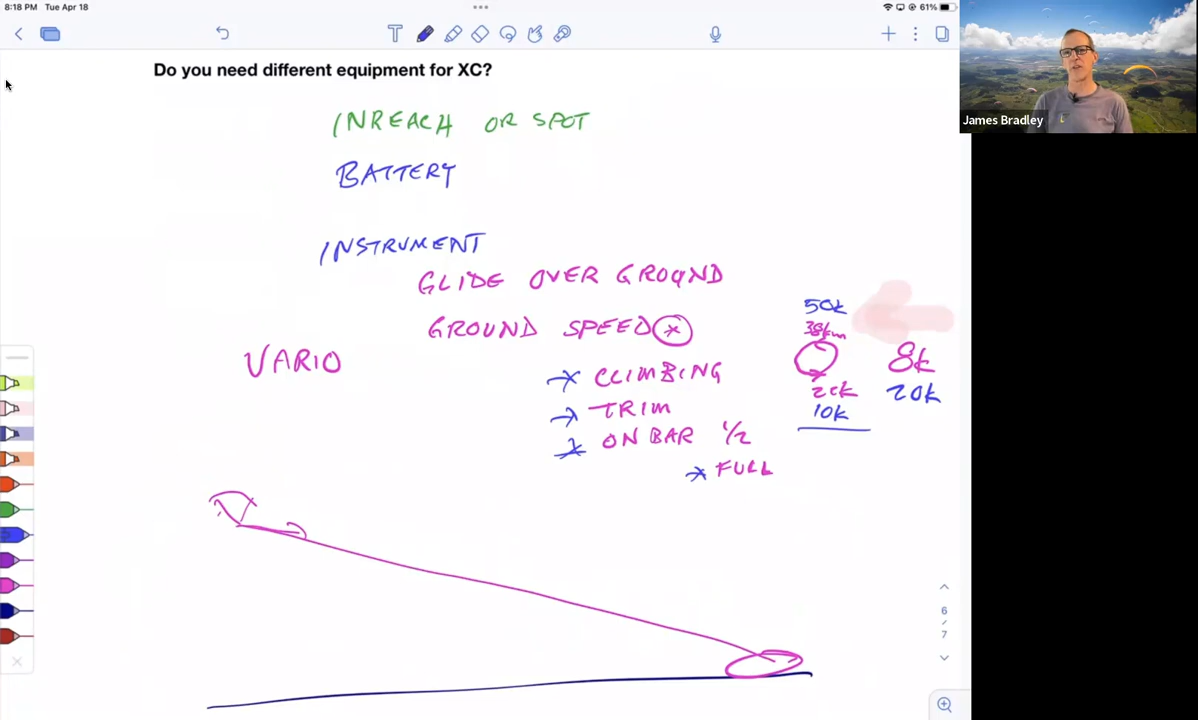 8:18 PM Tue Apr 18
61%
Do you need different equipment for XC?
James Bradley
INREACH OR SPOT
BATTERY
INSTRUMENT
GLIDE OVER GROUND
GROUND SPEED
VARIO
50k
38km
8k
CLIMBING
20k
20k
TRIM
10k
ON BAR 1/2
FULL
6
/
7